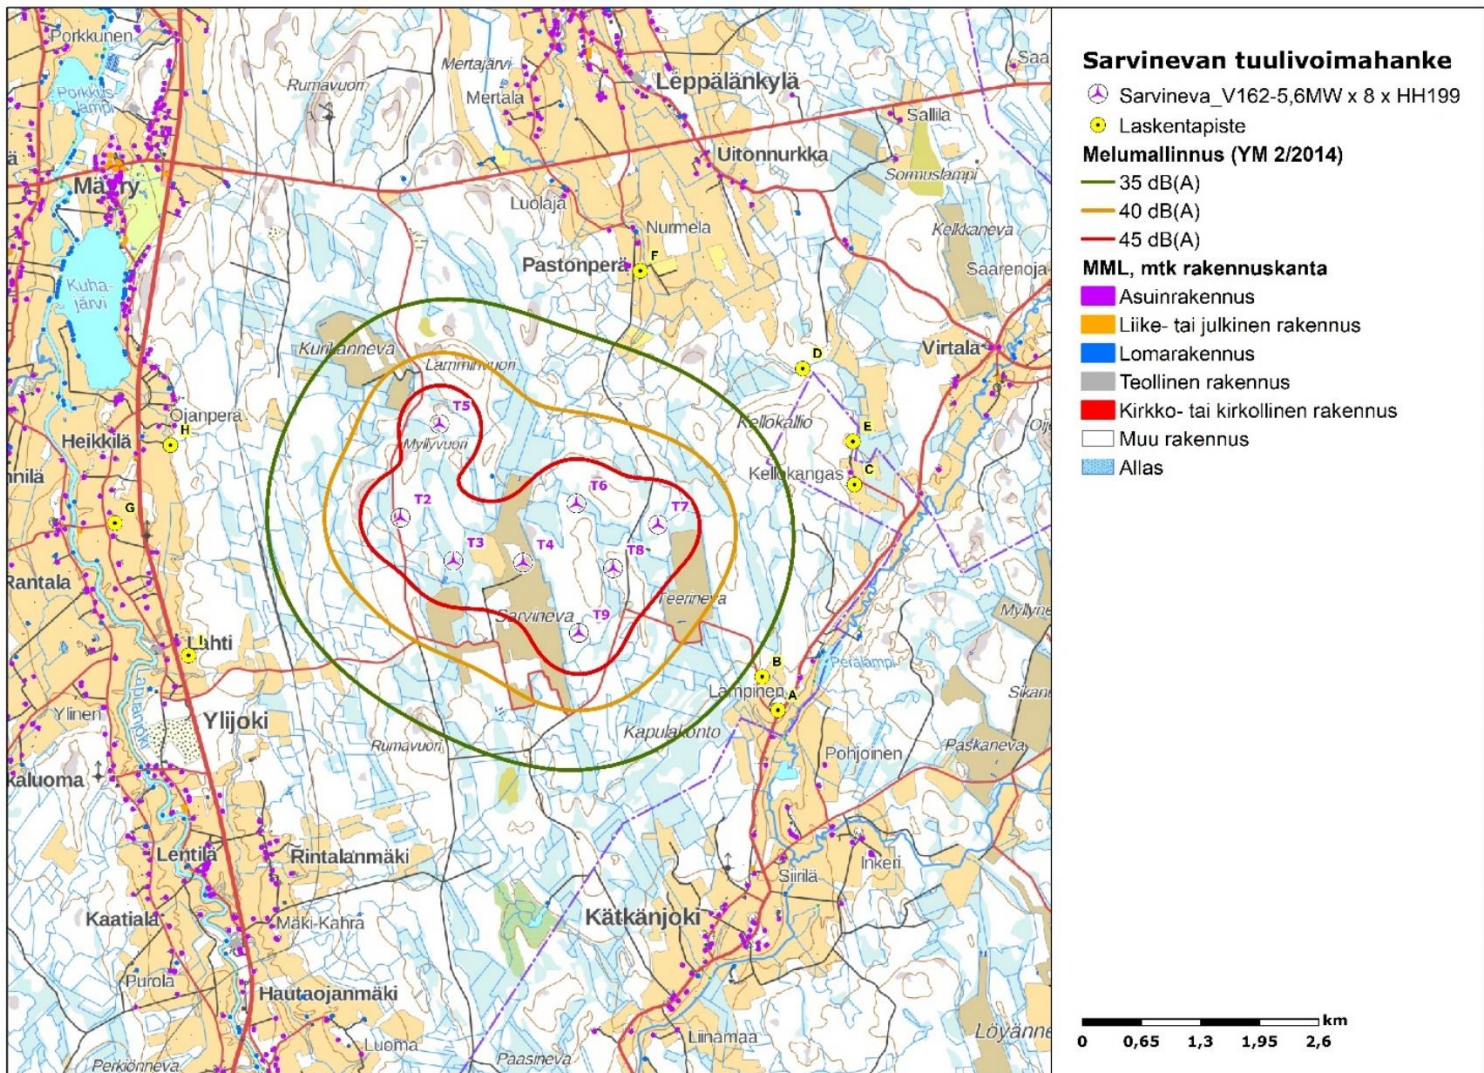 Porkkunen
Porkkus-
lampi
Rumavuori
Mertajärvi
Mertala
Leppälänkylä
Sallila
Uitonnurkka
Sormuslampi
Luolaja
Nurmela
Kelkkaneva
Saarenoja
Pastonperä
F
Kuha-
järvi
Kurikanneva
Lamminvuori
D
Virtala
Ojanperä
H
Heikkilä
T5
Myllyvuori
Kellokallio
E
Kellokangas
C
G
T2
T6
T7
T3
T4
T8
Rantala
Sarvineva
Teerineva
T9
Lahti
I
Peralampi
B
Lampinen
A
Ylinen
Ylijoki
Lapuanjoki
Rumavuori
Kapulakonto
Pohjoinen
Paskaneva
Lentilä
Rintalanmäki
Inkeri
Siirilä
Kaatiala
Mäki-Kahra
Kätkänjoki
Purola
Hautaojanmäki
Luoma
Liinamaa
Perkiönneva
Paasineva
Sarvinevan tuulivoimahanke
Sarvineva_V162-5,6MW x 8 x HH199
Laskentapiste
Melumallinnus (YM 2/2014)
35 dB(A)
40 dB(A)
45 dB(A)
MML, mtk rakennuskanta
Asuinrakennus
Liike- tai julkinen rakennus
Lomarakennus
Teollinen rakennus
Kirkko- tai kirkollinen rakennus
Muu rakennus
Allas
km
0 0,65 1,3 1,95 2,6